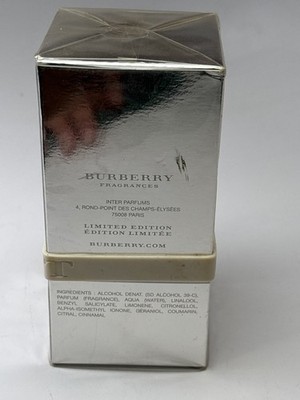 BURBERRY
FRAGRANCES
INTER PARFUMS
4, ROND-POINT DES CHAMPS-ÉLYSÉES
75008 PARIS
LIMITED EDITION
ÉDITION LIMITÉE
BURBERRY.COM
INGREDIENTS : ALCOHOL DENAT. (SD ALCOHOL 39-C),
PARFUM (FRAGRANCE), AQUA (WATER), LINALOOL,
BENZYL SALICYLATE, LIMONENE, CITRONELLOL,
ALPHA-ISOMETHYL IONONE, GERANIOL, COUMARIN,
CITRAL, CINNAMAL.